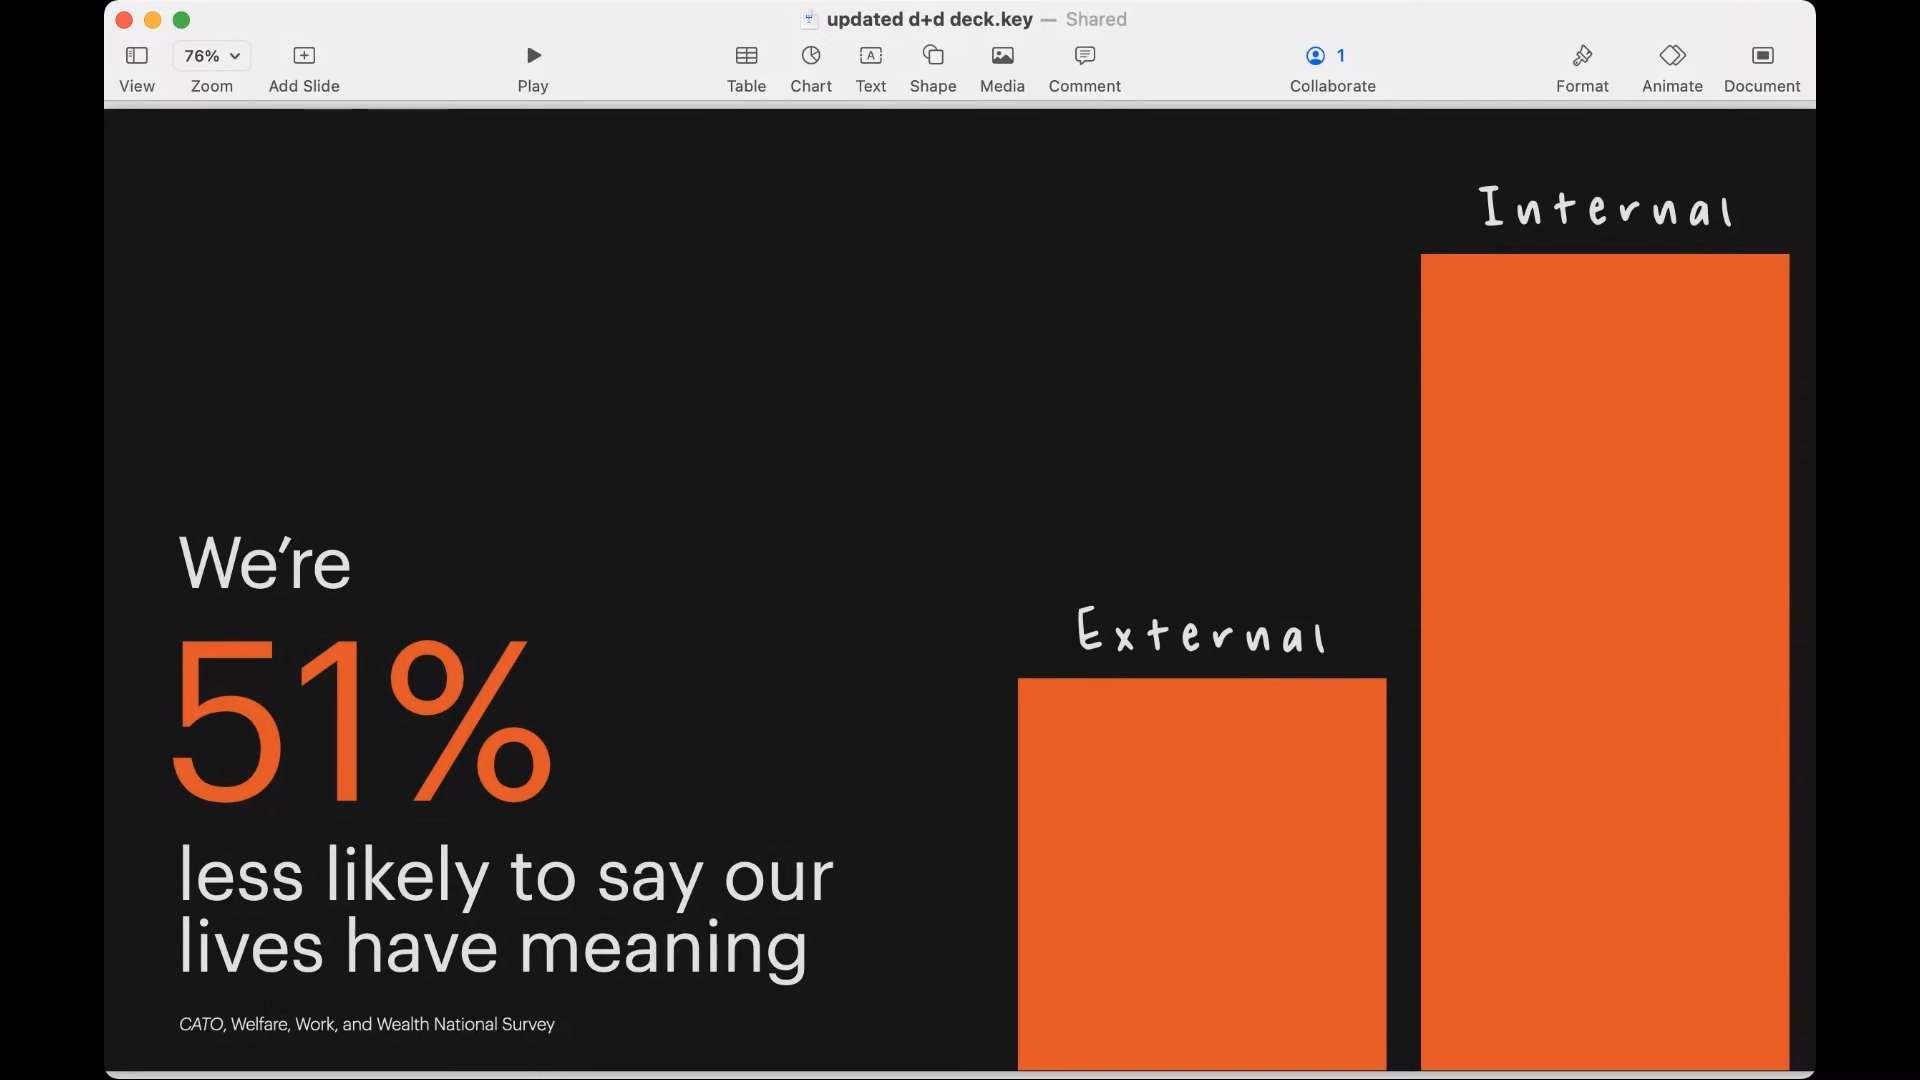 updated d+d deck.key — Shared
76%
1
View
Zoom
Add Slide
Play
Table
Chart
Text
Shape
Media
Comment
Collaborate
Format
Animate
Document
Internal
External
We’re
51%
less likely to say our
lives have meaning
CATO, Welfare, Work, and Wealth National Survey